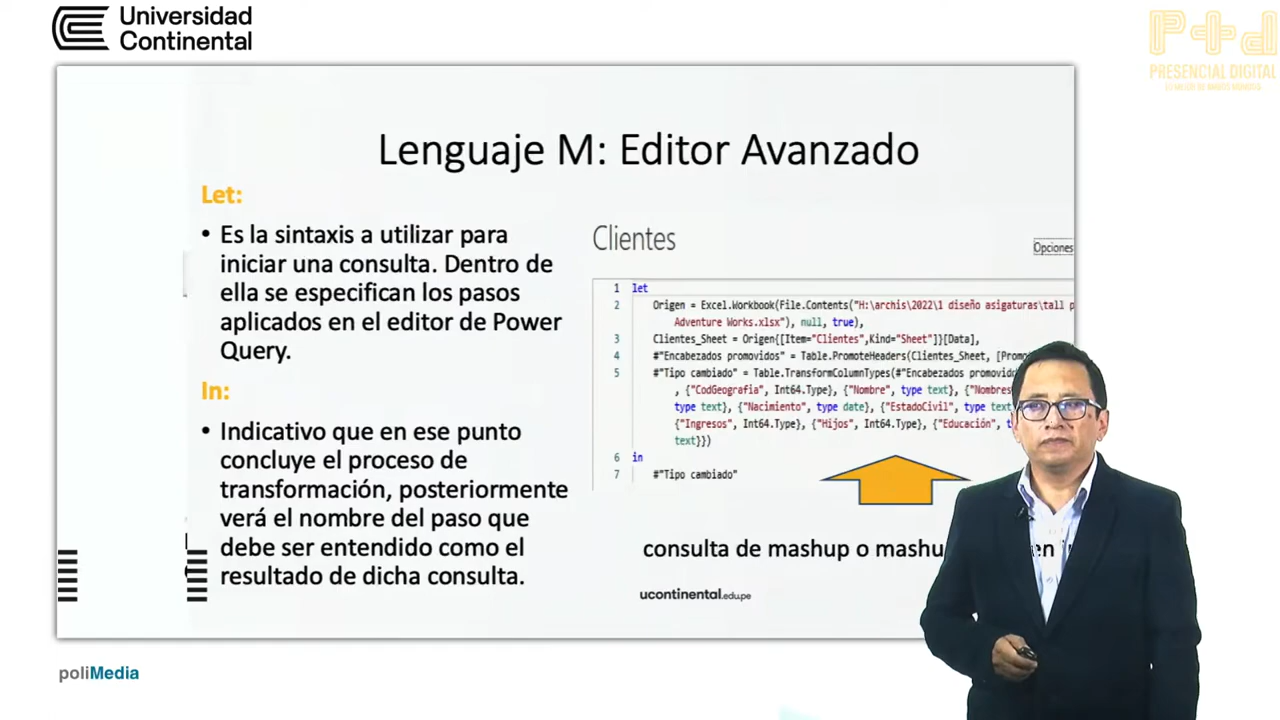 Universidad
Continental
PRESENCIAL DIGITAL
Lenguaje M: Editor Avanzado
Let:
• Es la sintaxis a utilizar para
iniciar una consulta. Dentro de
ella se especifican los pasos
aplicados en el editor de Power
Query.
In:
• Indicativo que en ese punto
concluye el proceso de
transformación, posteriormente
verá el nombre del paso que
debe ser entendido como el
resultado de dicha consulta.
Clientes
Opciones
1 let
2 Origen = Excel.Workbook(File.Contents("H:\archis\2022\1 diseño asigaturas\tall p
Adventure Works.xlsx"), null, true),
3 Clientes_Sheet = Origen{[Item="Clientes",Kind="Sheet"]}[Data],
4 #"Encabezados promovidos" = Table.PromoteHeaders(Clientes_Sheet, [Promo
5 #"Tipo cambiado" = Table.TransformColumnTypes(#"Encabezados promovid
, {"CodGeografia", Int64.Type}, {"Nombre", type text}, {"Nombres
type text}, {"Nacimiento", type date}, {"EstadoCivil", type text
{"Ingresos", Int64.Type}, {"Hijos", Int64.Type}, {"Educación",
text}})
6 in
7 #"Tipo cambiado"
consulta de mashup o mashu
ucontinental.edu.pe
poliMedia